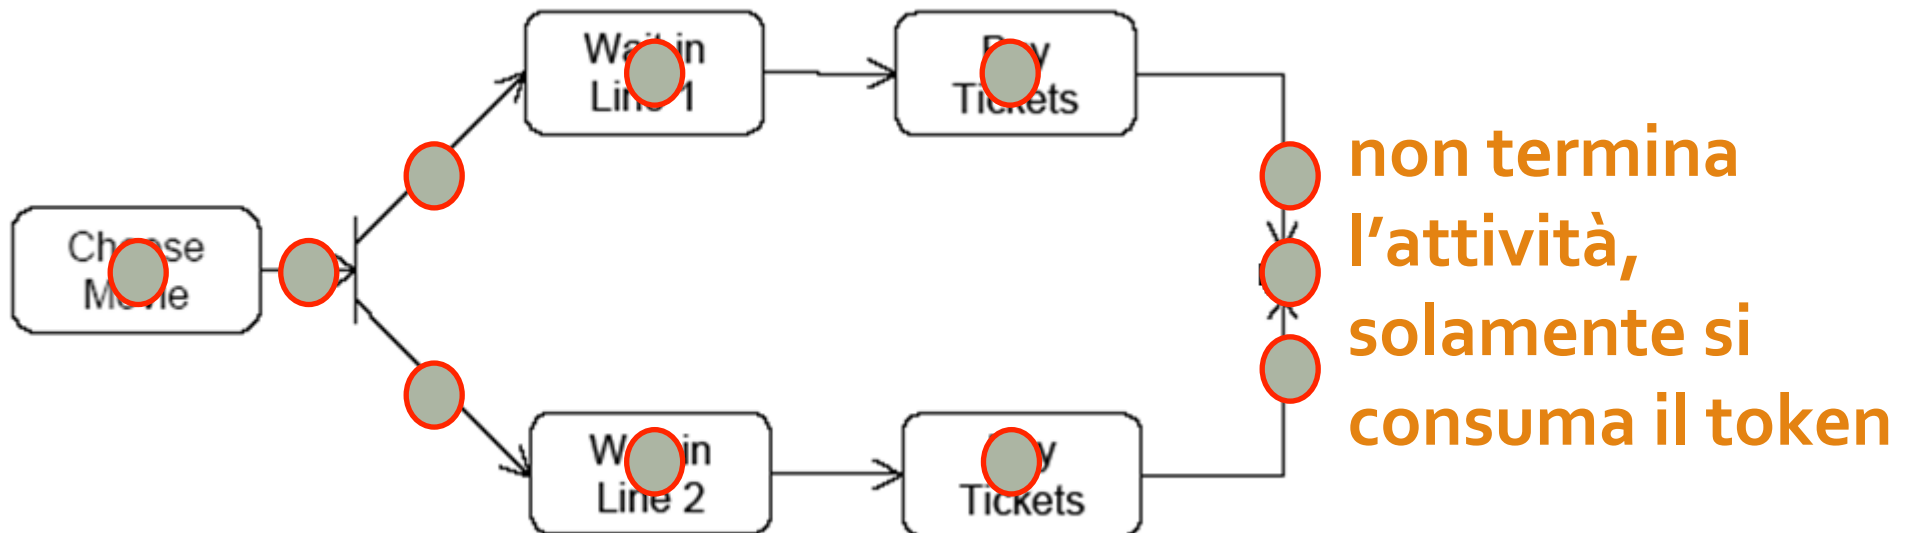 Wait in
Line 1
Tickets
Choose
Movie
Wait in
Line 2
Tickets
non termina
l'attività,
solamente si
consuma il token